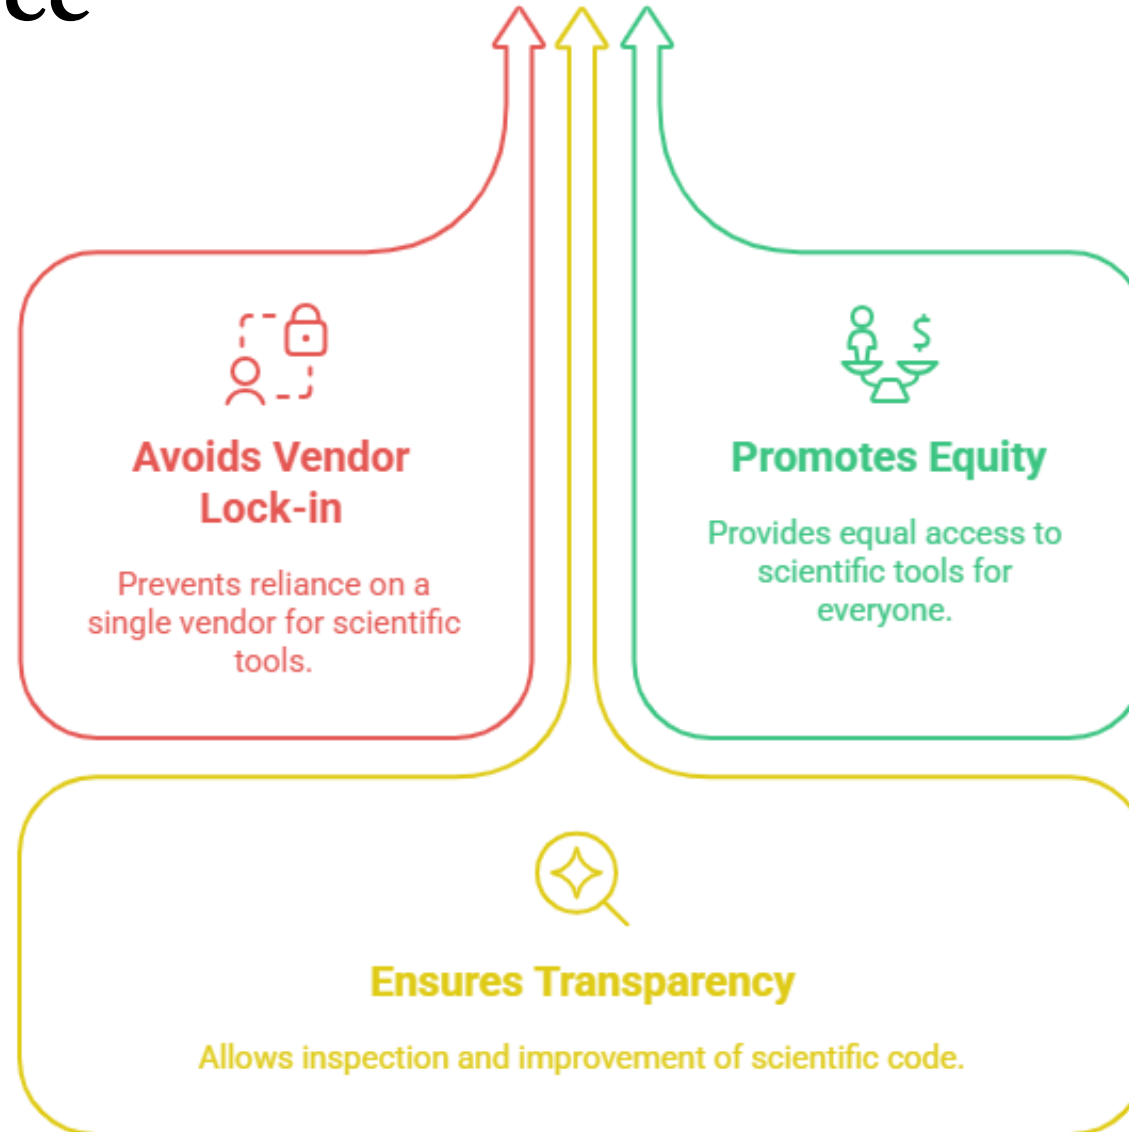 Avoids Vendor
Lock-in
Prevents reliance on a
single vendor for scientific
tools.
Promotes Equity
Provides equal access to
scientific tools for
everyone.
Ensures Transparency
Allows inspection and improvement of scientific code.